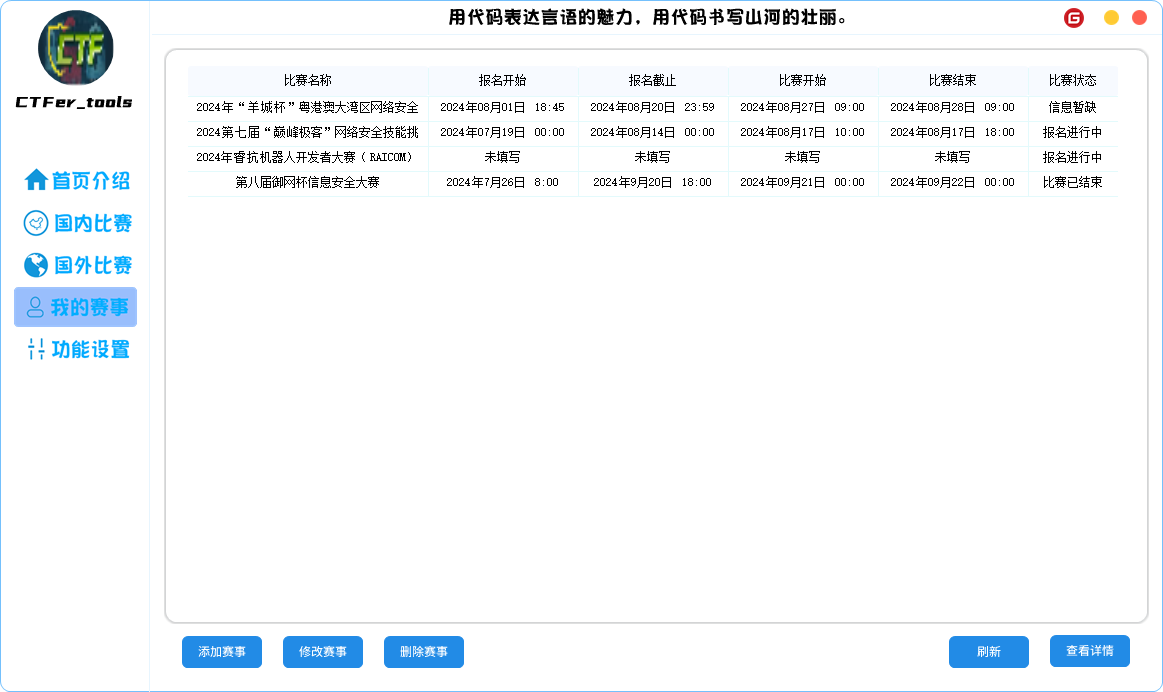 用代码表达言语的魅力，用代码书写山河的壮丽。
CTF
CTFer_tools
首页介绍
国内比赛
国外比赛
我的赛事
功能设置
比赛名称 报名开始 报名截止 比赛开始 比赛结束 比赛状态
2024年“羊城杯”粤港澳大湾区网络安全 2024年08月01日 18:45 2024年08月20日 23:59 2024年08月27日 09:00 2024年08月28日 09:00 信息暂缺
2024第七届“巅峰极客”网络安全技能挑 2024年07月19日 00:00 2024年08月14日 00:00 2024年08月17日 10:00 2024年08月17日 18:00 报名进行中
2024年睿抗机器人开发者大赛（RAICOM） 未填写 未填写 未填写 未填写 报名进行中
第八届御网杯信息安全大赛 2024年7月26日 8:00 2024年9月20日 18:00 2024年09月21日 00:00 2024年09月22日 00:00 比赛已结束
添加赛事 修改赛事 删除赛事 刷新 查看详情